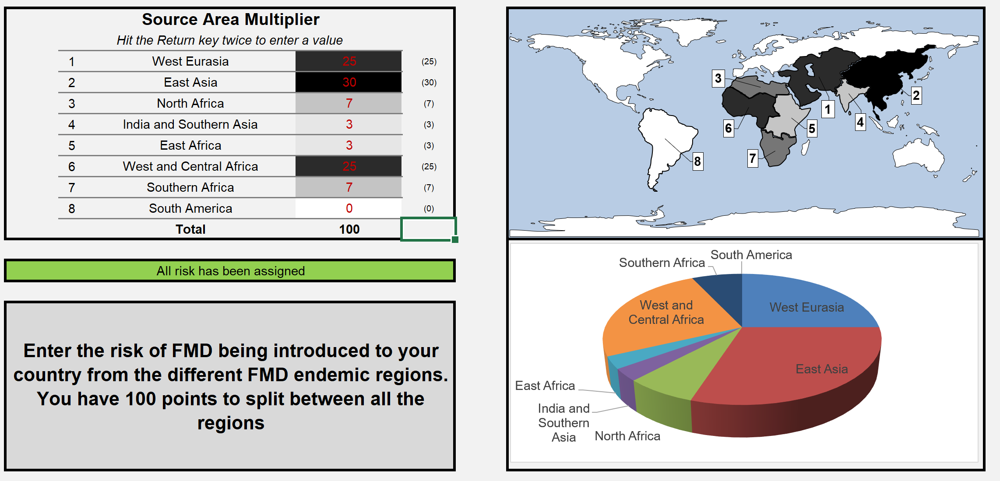 Source Area Multiplier
Hit the Return key twice to enter a value
1 West Eurasia 25 (25)
2 East Asia 30 (30)
3 North Africa 7 (7)
4 India and Southern Asia 3 (3)
5 East Africa 3 (3)
6 West and Central Africa 25 (25)
7 Southern Africa 7 (7)
8 South America 0 (0)
Total 100
All risk has been assigned
Enter the risk of FMD being introduced to your
country from the different FMD endemic regions.
You have 100 points to split between all the
regions
3
2
1
4
6
5
7
8
South America
Southern Africa
West and
Central Africa
West Eurasia
East Asia
East Africa
India and
Southern
Asia
North Africa